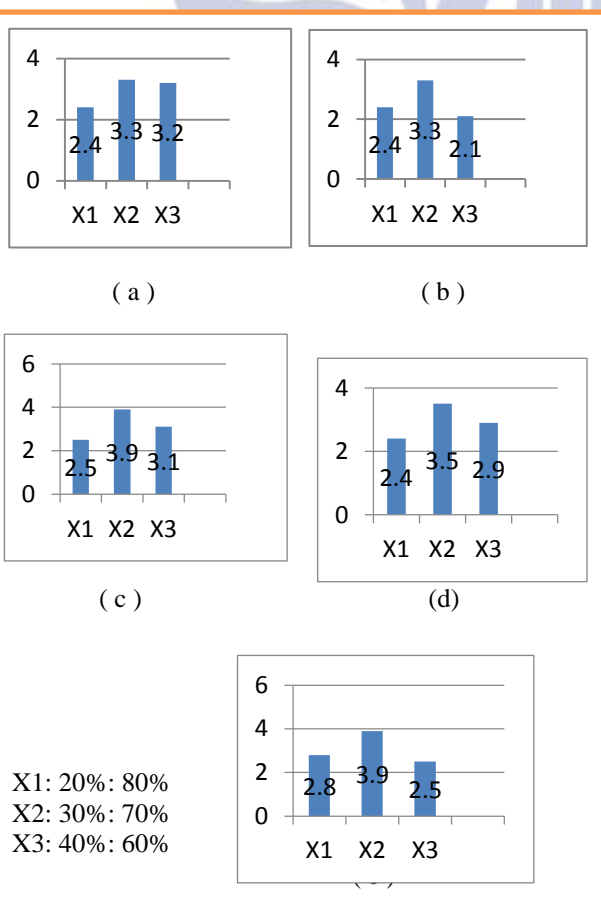 4
2
0
2.4 3.3 3.2
X1 X2 X3
( a )
4
2
0
2.4 3.3 2.1
X1 X2 X3
( b )
6
4
2
0
2.5 3.9 3.1
X1 X2 X3
( c )
4
2
0
2.4 3.5 2.9
X1 X2 X3
(d)
X1: 20%: 80%
X2: 30%: 70%
X3: 40%: 60%
6
4
2
0
2.8 3.9 2.5
X1 X2 X3